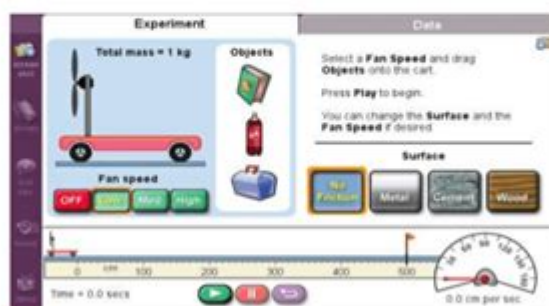 Experiment
Data
Total mass = 1 kg
Objects
Select a Fan Speed and drag
Objects onto the cart.
Press Play to begin.
You can change the Surface and the
Fan Speed if desired.
Fan speed
OFF Low Med High
Surface
No
Friction
Metal
Cement
Wood
0 cm 100 200 300 400 500
Time = 0.0 secs
0.0 cm per sec